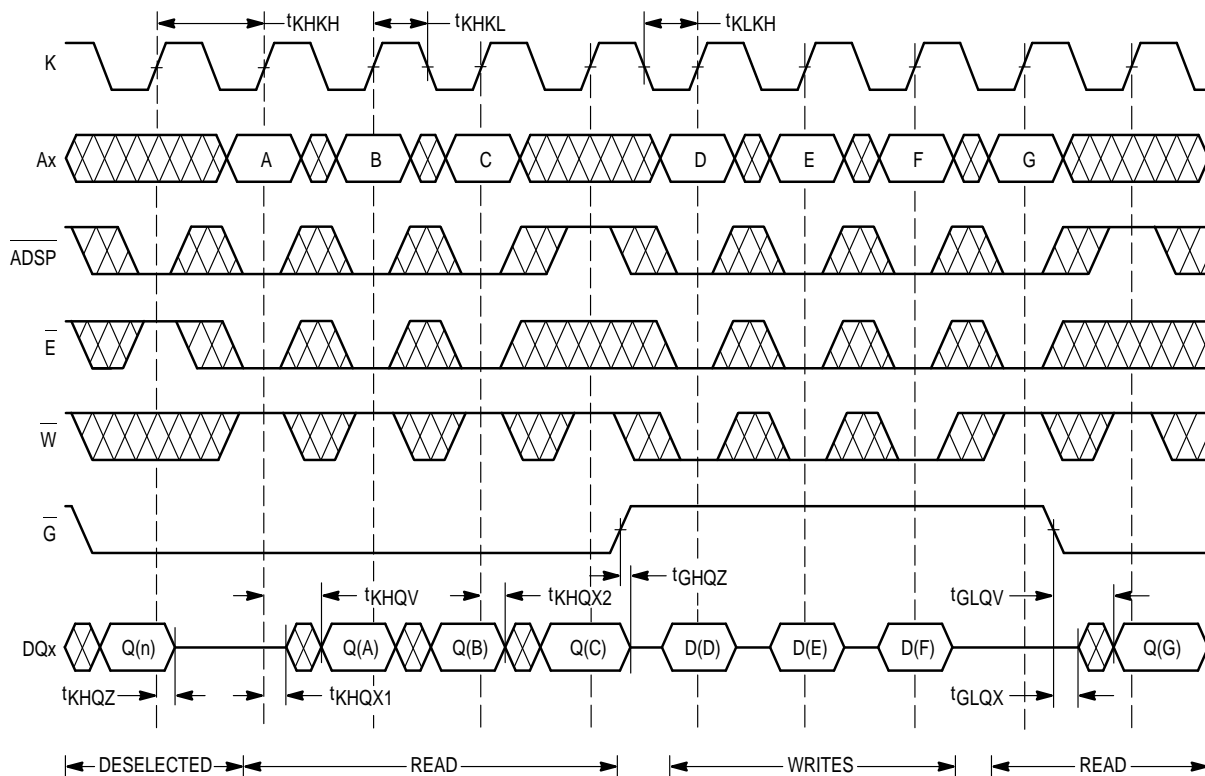 tKHKH tKHKL tKLKH
K
Ax A B C D E F G
ADSP
E
W
G
tGHQZ
tKHQV tKHQX2 tGLQV
DQx Q(n) Q(A) Q(B) Q(C) D(D) D(E) D(F) Q(G)
tKHQZ tKHQX1 tGLQX
DESELECTED READ WRITES READ